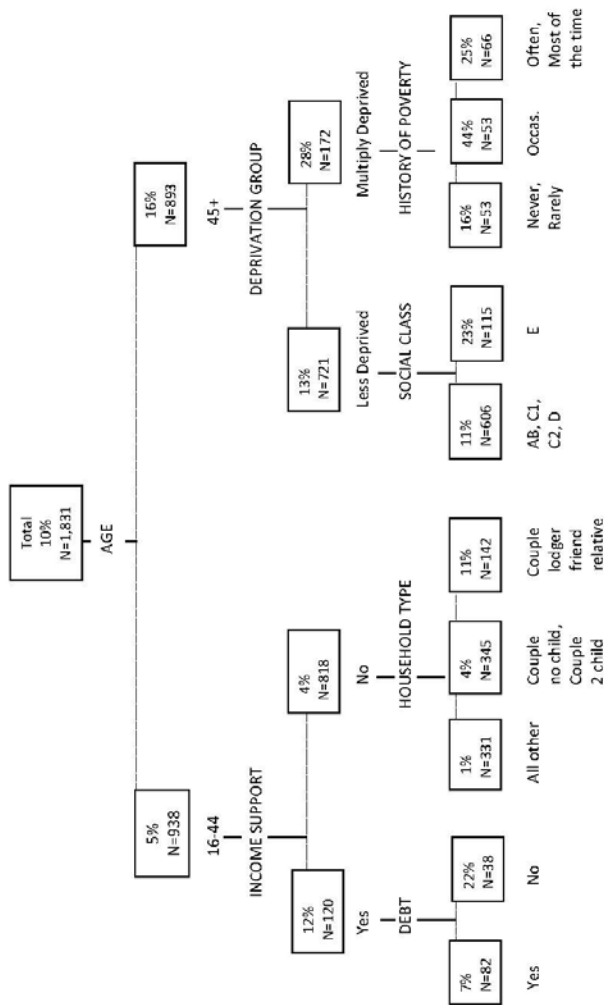 Total
10%
N=1,831
AGE
5%
N=938
16%
N=893
16-44
45+
INCOME SUPPORT
DEPRIVATION GROUP
12%
N=120
4%
N=818
13%
N=721
28%
N=172
Yes
No
Less Deprived
Multiply Deprived
DEBT
HOUSEHOLD TYPE
SOCIAL CLASS
HISTORY OF POVERTY
7%
N=82
22%
N=38
1%
N=331
4%
N=345
11%
N=142
11%
N=606
23%
N=115
16%
N=53
44%
N=53
25%
N=66
Yes
No
All other
Couple
no child,
Couple
2 child
Couple
lodger
friend
relative
AB, C1,
C2, D
E
Never,
Rarely
Occas.
Often,
Most of
the time